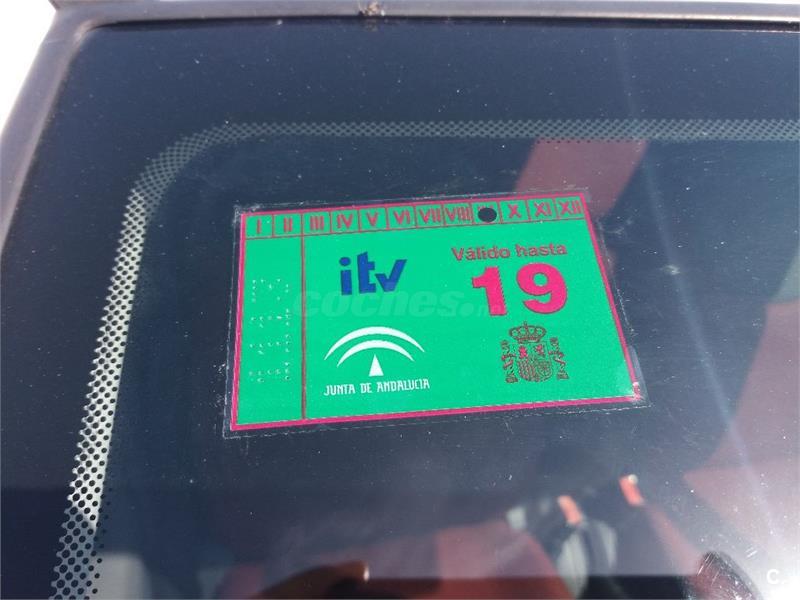 I II III IV V VI VII VIII X XI XII
itv
Válido hasta
19
coches.net
JUNTA DE ANDALUCIA
C